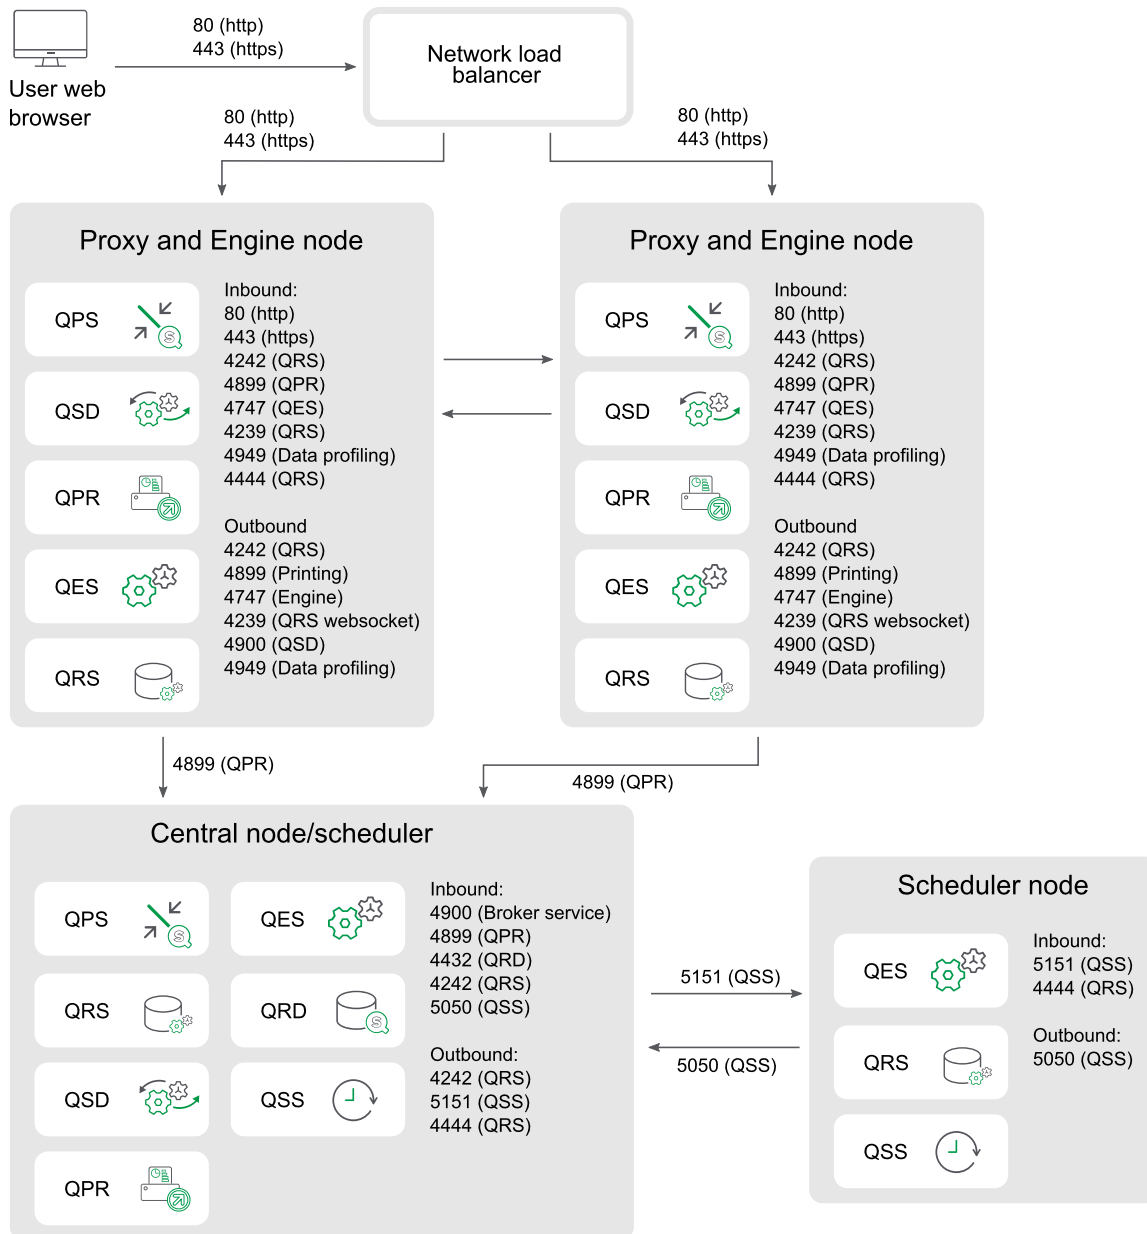 80 (http)
443 (https)
User web
browser
Network load
balancer
80 (http)
443 (https)
80 (http)
443 (https)
Proxy and Engine node
QPS
QSD
QPR
QES
QRS
Inbound:
80 (http)
443 (https)
4242 (QRS)
4899 (QPR)
4747 (QES)
4239 (QRS)
4949 (Data profiling)
4444 (QRS)
Outbound
4242 (QRS)
4899 (Printing)
4747 (Engine)
4239 (QRS websocket)
4900 (QSD)
4949 (Data profiling)
Proxy and Engine node
QPS
QSD
QPR
QES
QRS
Inbound:
80 (http)
443 (https)
4242 (QRS)
4899 (QPR)
4747 (QES)
4239 (QRS)
4949 (Data profiling)
4444 (QRS)
Outbound
4242 (QRS)
4899 (Printing)
4747 (Engine)
4239 (QRS websocket)
4900 (QSD)
4949 (Data profiling)
4899 (QPR)
4899 (QPR)
Central node/scheduler
QPS
QRS
QSD
QPR
QES
QRD
QSS
Inbound:
4900 (Broker service)
4899 (QPR)
4432 (QRD)
4242 (QRS)
5050 (QSS)
Outbound:
4242 (QRS)
5151 (QSS)
4444 (QRS)
5151 (QSS)
5050 (QSS)
Scheduler node
QES
QRS
QSS
Inbound:
5151 (QSS)
4444 (QRS)
Outbound:
5050 (QSS)